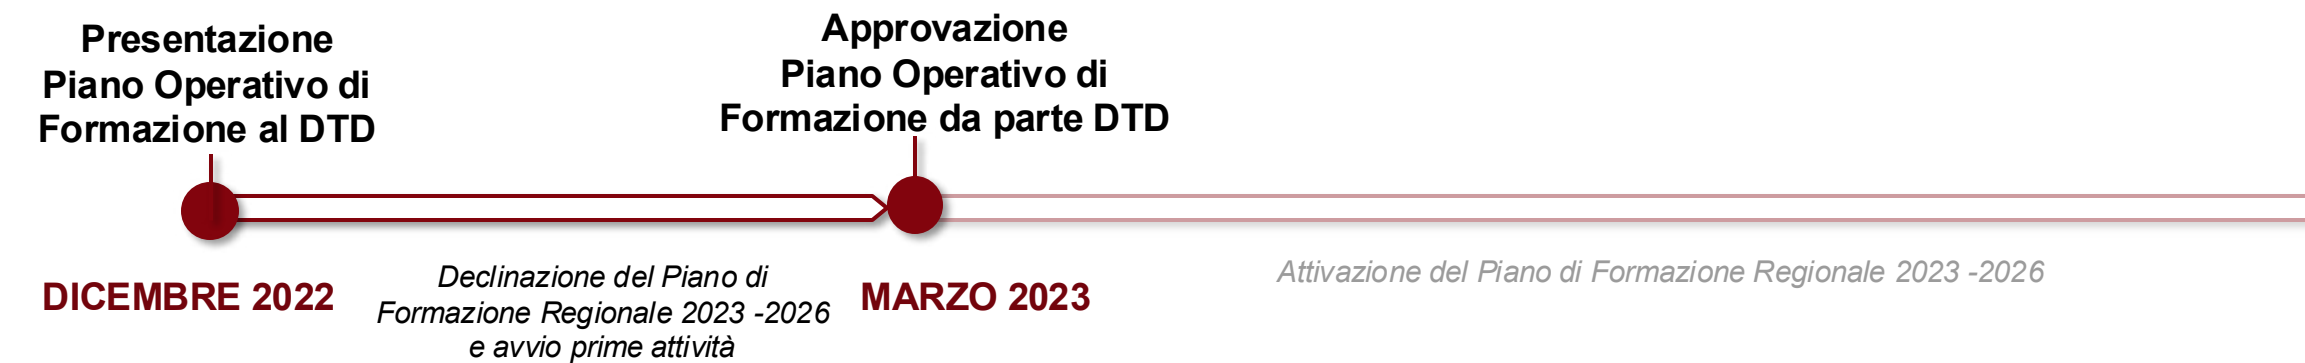 Presentazione
Piano Operativo di
Formazione al DTD
Approvazione
Piano Operativo di
Formazione da parte DTD
DICEMBRE 2022
Declinazione del Piano di
Formazione Regionale 2023 -2026
e avvio prime attività
MARZO 2023
Attivazione del Piano di Formazione Regionale 2023 -2026